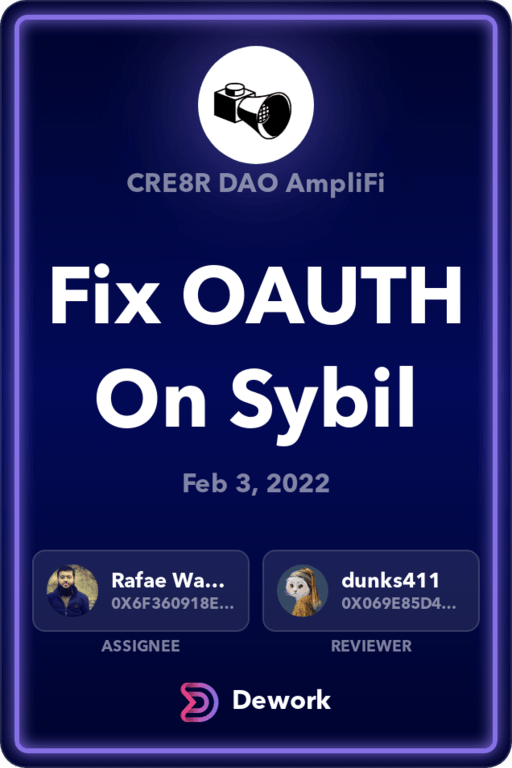 CRE8R DAO AmpliFi
Fix OAUTH
On Sybil
Feb 3, 2022
Rafae Wa...
0X6F360918E...
ASSIGNEE
dunks411
0X069E85D4...
REVIEWER
Dework